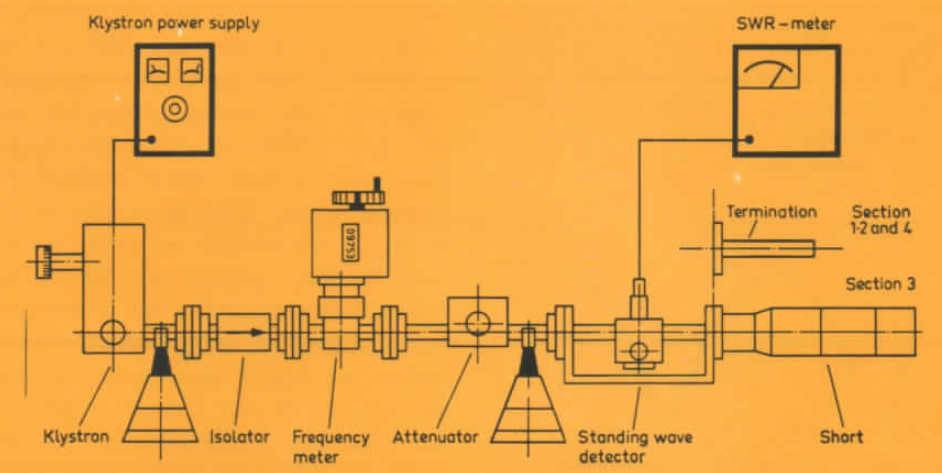 Klystron power supply
SWR-meter
09753
Termination
Section
1-2 and 4
Section 3
Klystron
Isolator
Frequency
meter
Attenuator
Standing wave
detector
Short